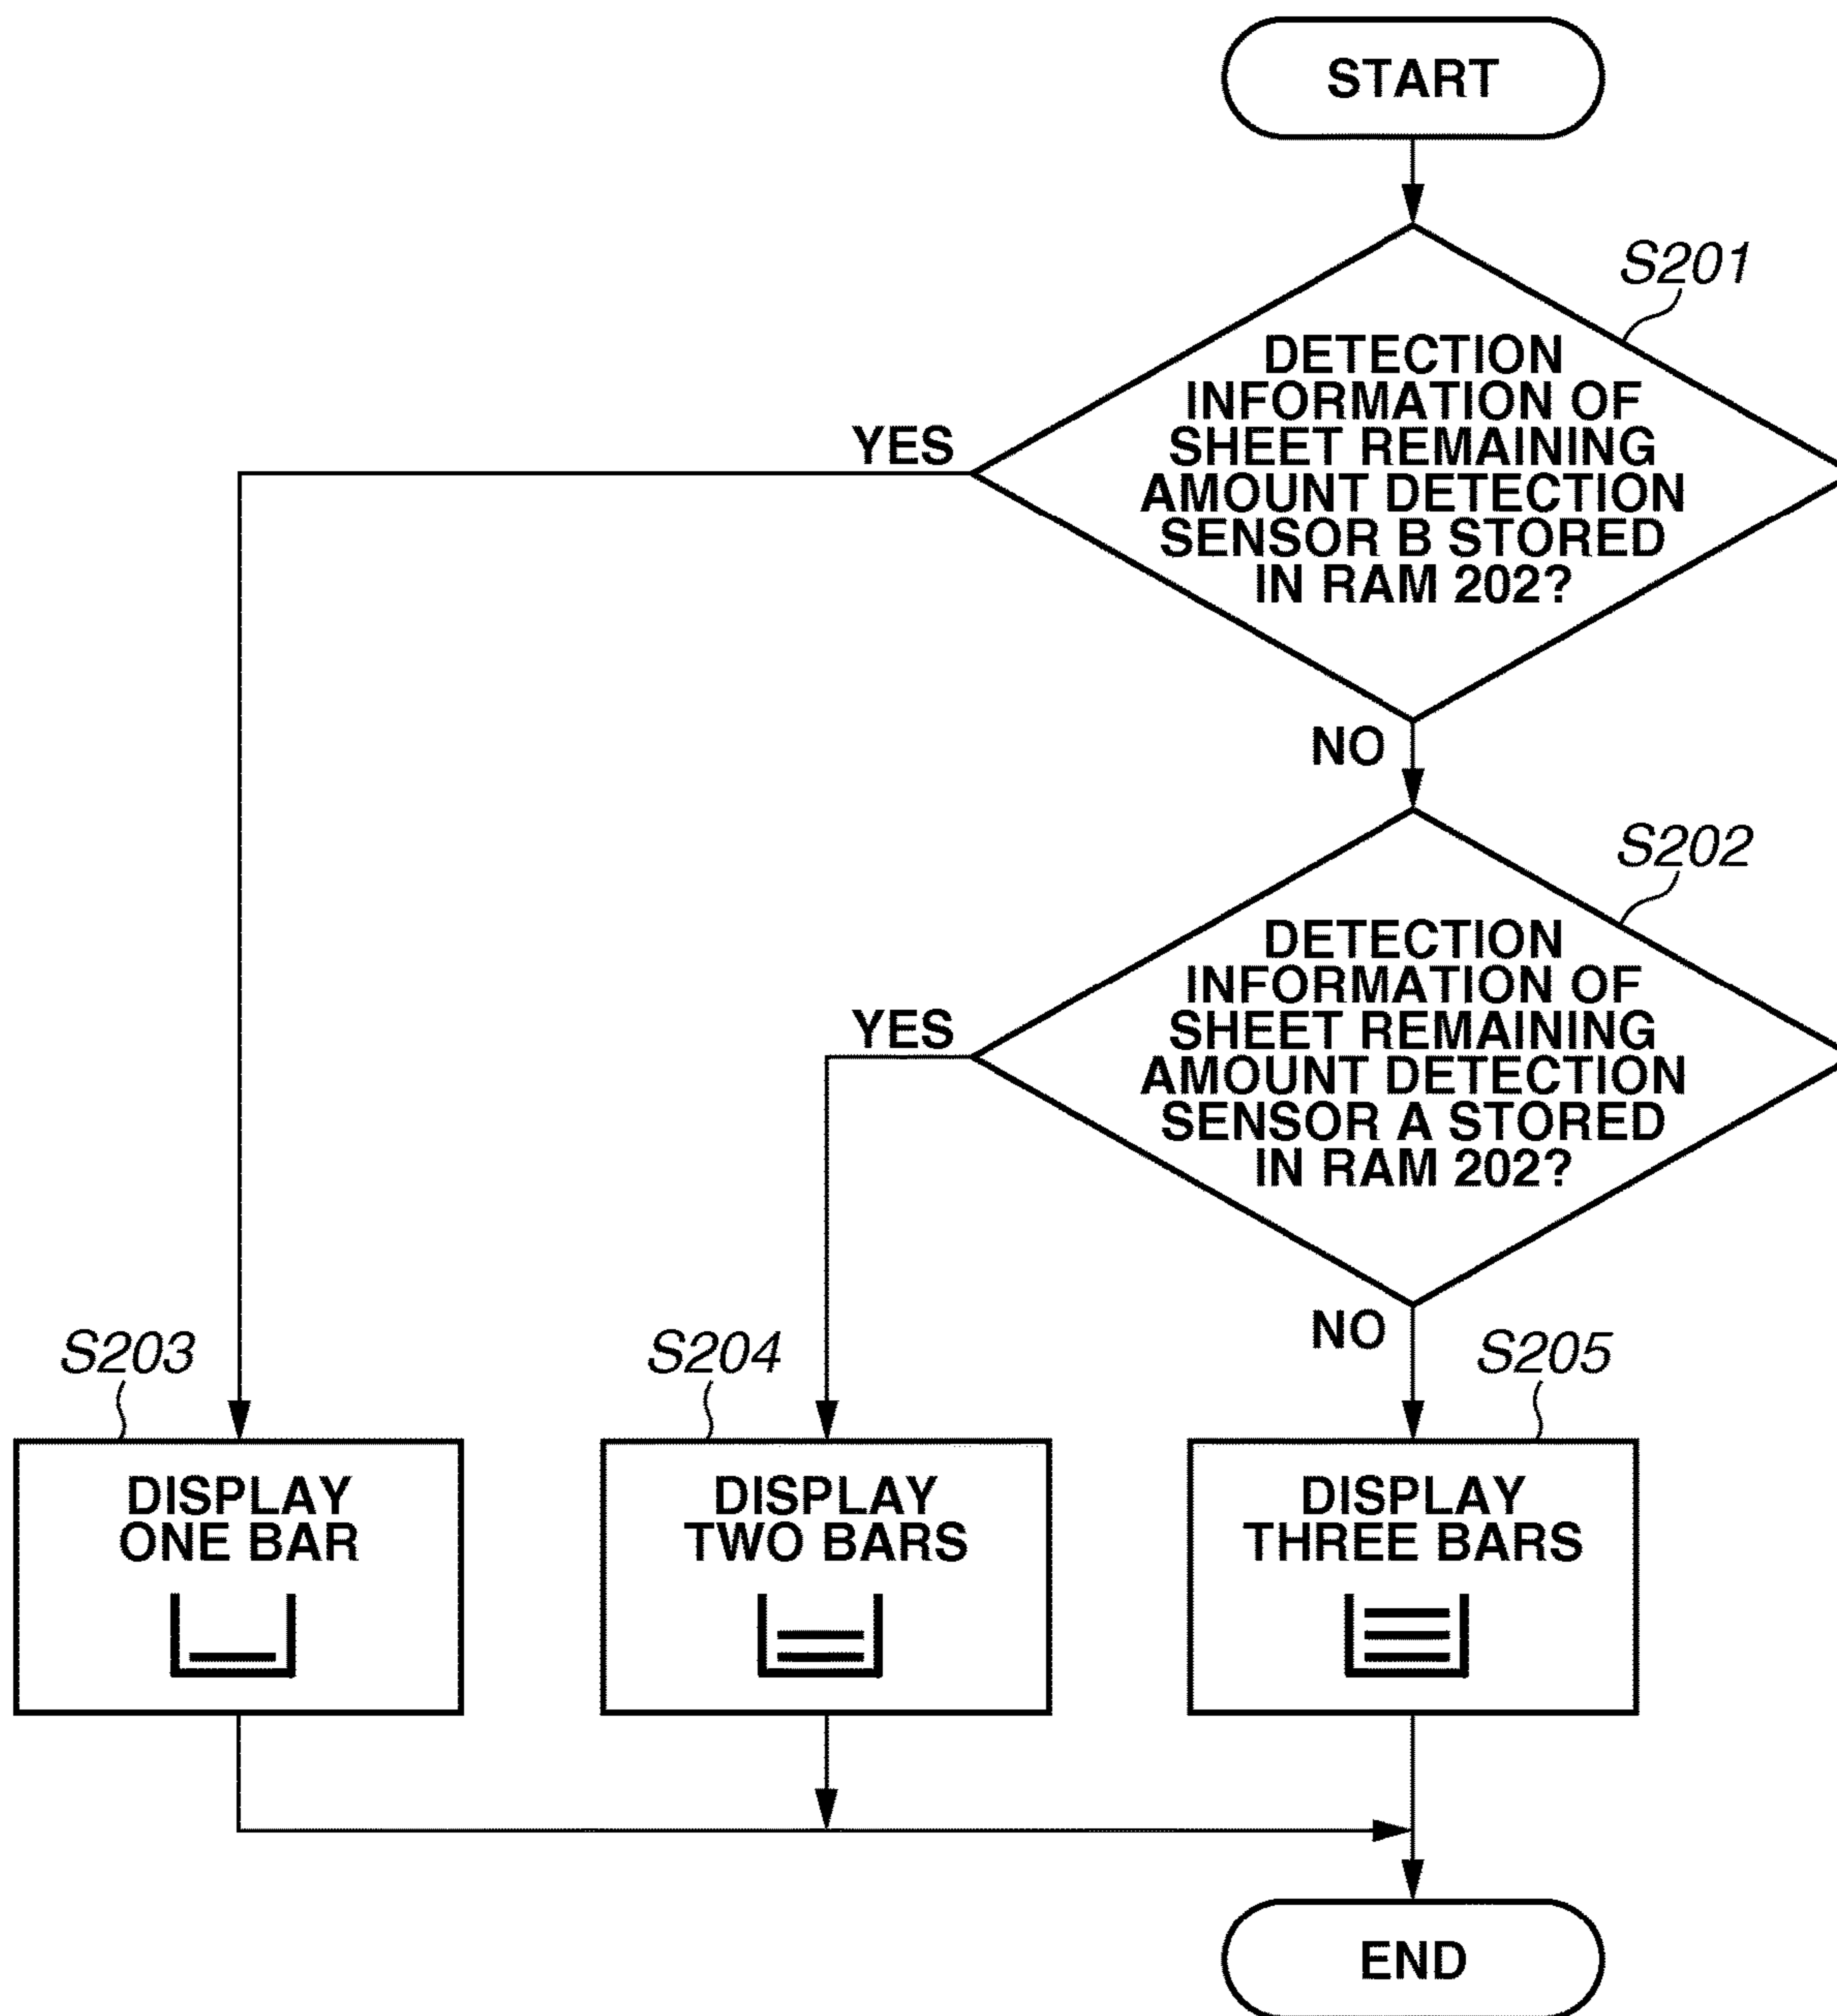 START
S201
DETECTION
INFORMATION OF
SHEET REMAINING
AMOUNT DETECTION
SENSOR B STORED
IN RAM 202?
YES
NO
S202
DETECTION
INFORMATION OF
SHEET REMAINING
AMOUNT DETECTION
SENSOR A STORED
IN RAM 202?
YES
NO
S203
DISPLAY
ONE BAR
S204
DISPLAY
TWO BARS
S205
DISPLAY
THREE BARS
END